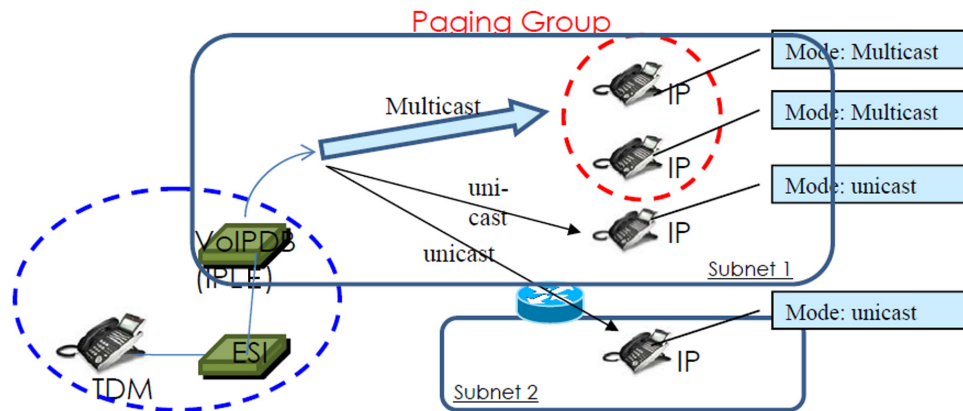 Paging Group
Mode: Multicast
IP
Multicast
Mode: Multicast
IP
uni-
cast
Mode: unicast
IP
VoIPDB
(IPLE)
unicast
Subnet 1
Mode: unicast
ESI
IP
TDM
Subnet 2